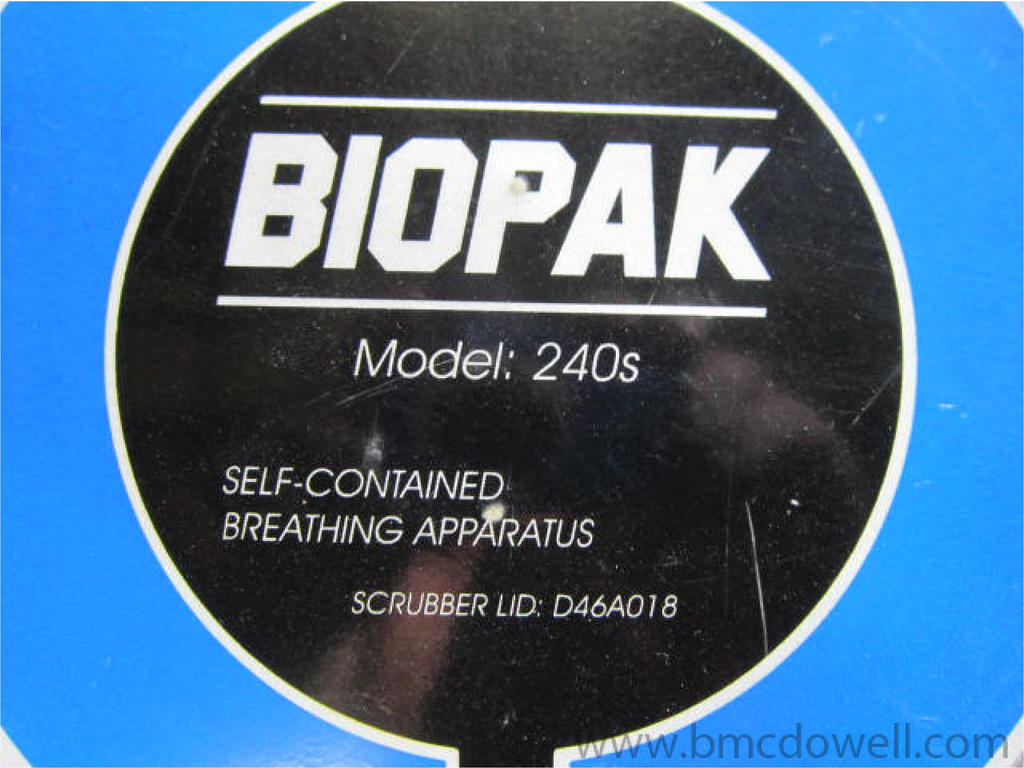 BIOPAK
Model: 240s
SELF-CONTAINED
BREATHING APPARATUS
SCRUBBER LID: D46A018
www.bmcdowell.com